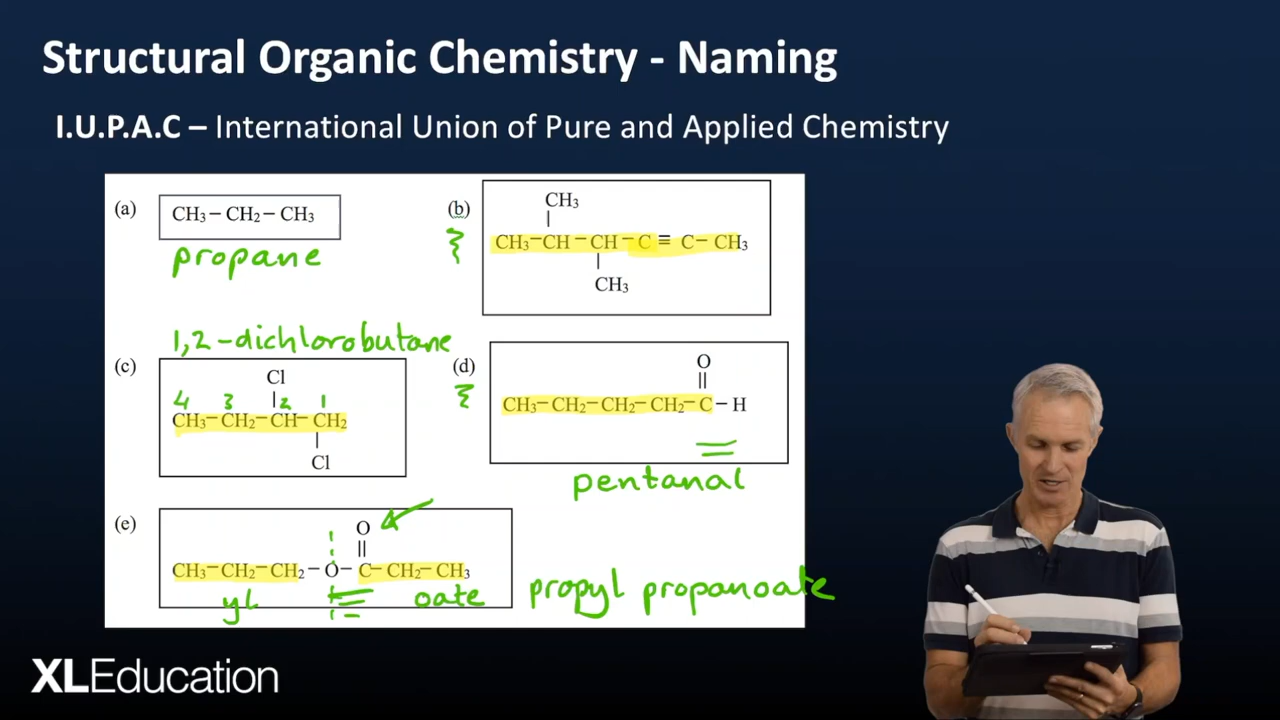 Structural Organic Chemistry - Naming
I.U.P.A.C – International Union of Pure and Applied Chemistry
(a)
CH₃ – CH₂ – CH₃
propane
(b)
CH₃
CH₃ – CH – CH – C ≡ C – CH₃
CH₃
1,2-dichlorobutane
(c)
Cl
4 3 2 1
CH₃ – CH₂ – CH – CH₂
Cl
(d)
O
CH₃ – CH₂ – CH₂ – CH₂ – C – H
pentanal
(e)
O
CH₃ – CH₂ – CH₂ – O – C – CH₂ – CH₃
yl oate
propyl propanoate
XLEducation